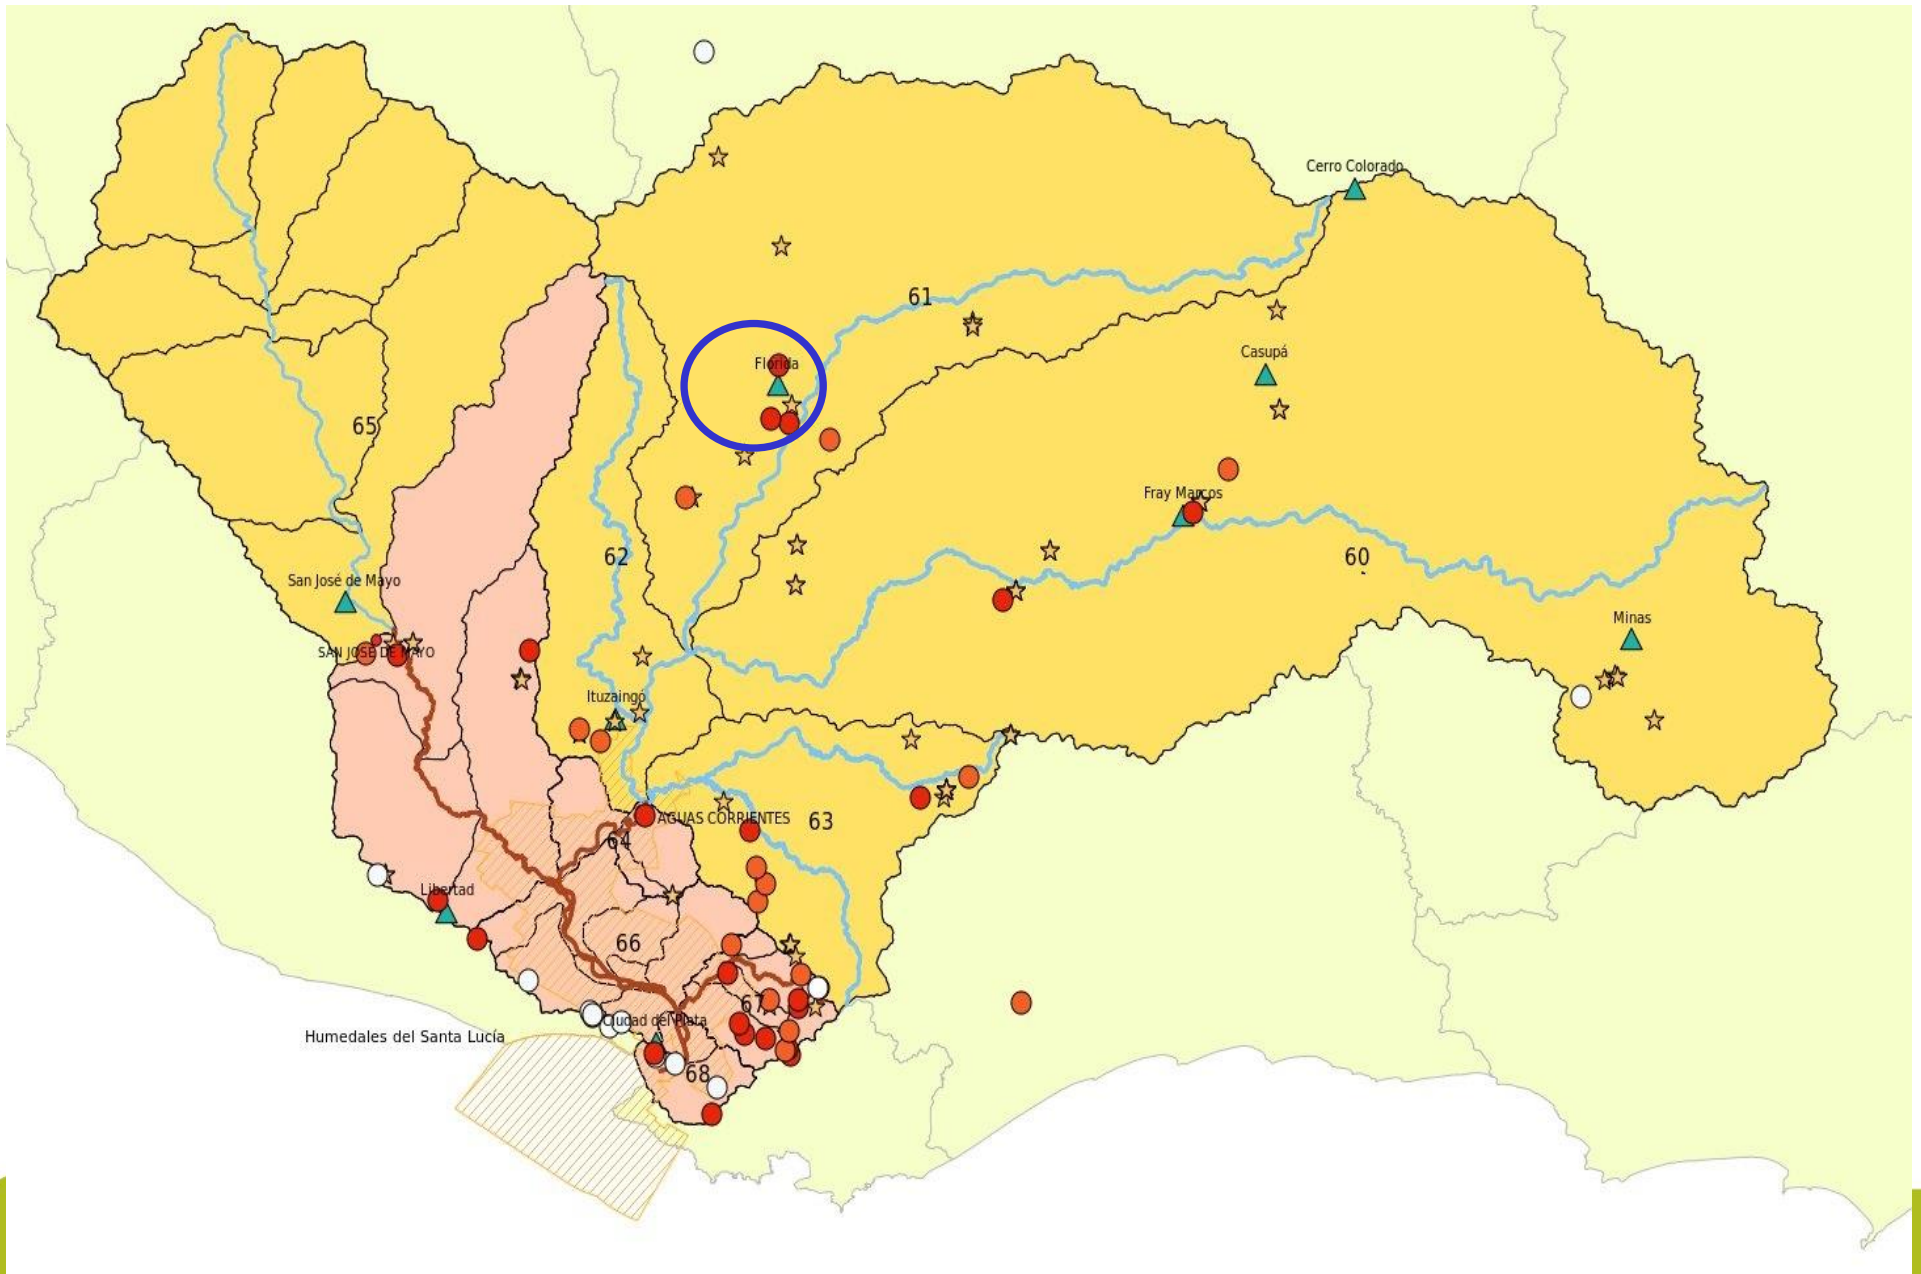 Cerro Colorado
61
Casupá
Florida
65
Fray Marcos
62
60
San José de Mayo
Minas
SAN JOSE DE MAYO
Ituzaingó
AGUAS CORRIENTES
63
64
Libertad
66
67
Ciudad del Plata
Humedales del Santa Lucía
68